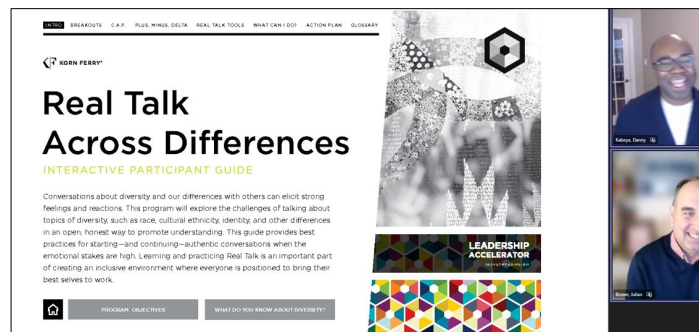 INTRO BREAKOUTS C.A.P. PLUS, MINUS, DELTA REAL TALK TOOLS WHAT CAN I DO? ACTION PLAN GLOSSARY
KORN FERRY
Real Talk
Across Differences
INTERACTIVE PARTICIPANT GUIDE
Conversations about diversity and our differences with others can elicit strong
feelings and reactions. This program will explore the challenges of talking about
topics of diversity, such as race, cultural ethnicity, identity, and other differences
in an open, honest way to promote understanding. This guide provides best
practices for starting—and continuing—authentic conversations when the
emotional stakes are high. Learning and practicing Real Talk is an important part
of creating an inclusive environment where everyone is positioned to bring their
best selves to work.
PROGRAM OBJECTIVES
WHAT DO YOU KNOW ABOUT DIVERSITY?
LEADERSHIP
ACCELERATOR
Kabeya, Danny
Julian